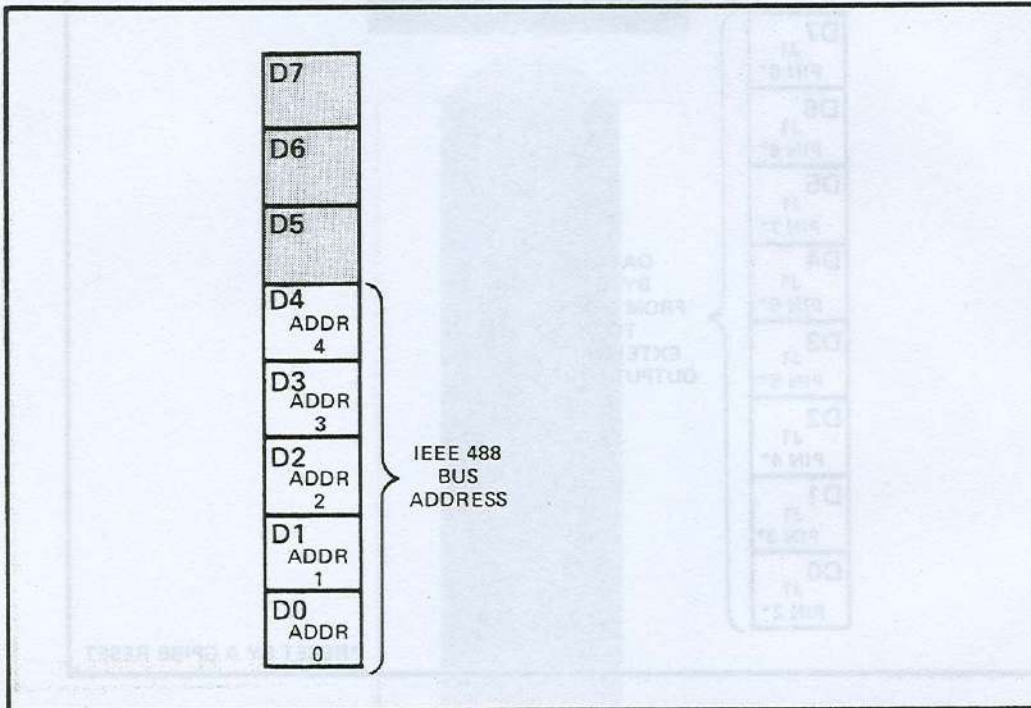 D7
D6
D5
D4
ADDR
4
D3
ADDR
3
D2
ADDR
2
D1
ADDR
1
D0
ADDR
0
IEEE 488
BUS
ADDRESS